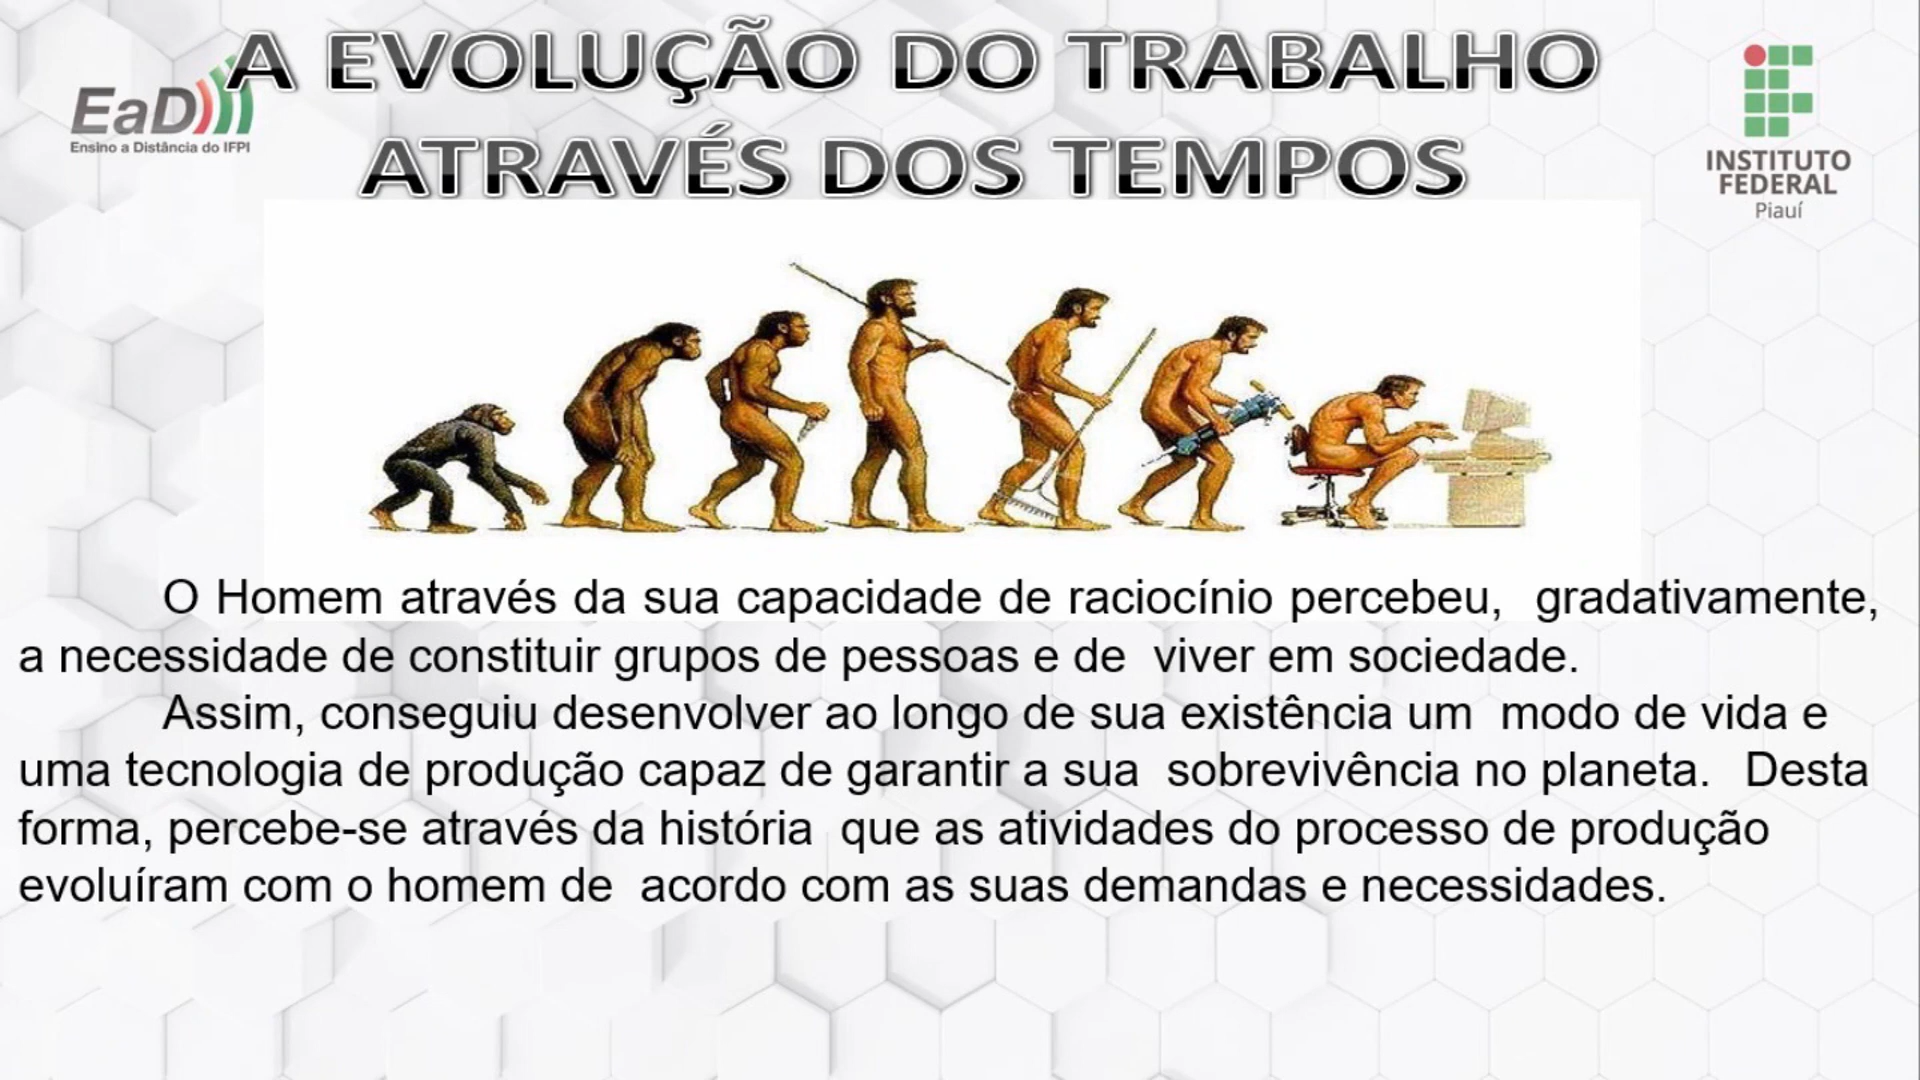 A EVOLUÇÃO DO TRABALHO
ATRAVÉS DOS TEMPOS
EaD
Ensino a Distância do IFPI
INSTITUTO
FEDERAL
Piauí
O Homem através da sua capacidade de raciocínio percebeu, gradativamente,
a necessidade de constituir grupos de pessoas e de viver em sociedade.
Assim, conseguiu desenvolver ao longo de sua existência um modo de vida e
uma tecnologia de produção capaz de garantir a sua sobrevivência no planeta. Desta
forma, percebe-se através da história que as atividades do processo de produção
evoluíram com o homem de acordo com as suas demandas e necessidades.